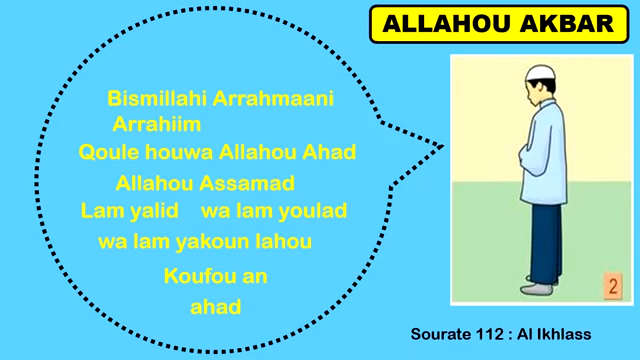 ALLAHOU AKBAR
Bismillahi Arrahmaani
Arrahiim
Qoule houwa Allahou Ahad
Allahou Assamad
Lam yalid wa lam youlad
wa lam yakoun lahou
Koufou an
ahad
2
Sourate 112 : Al Ikhlass